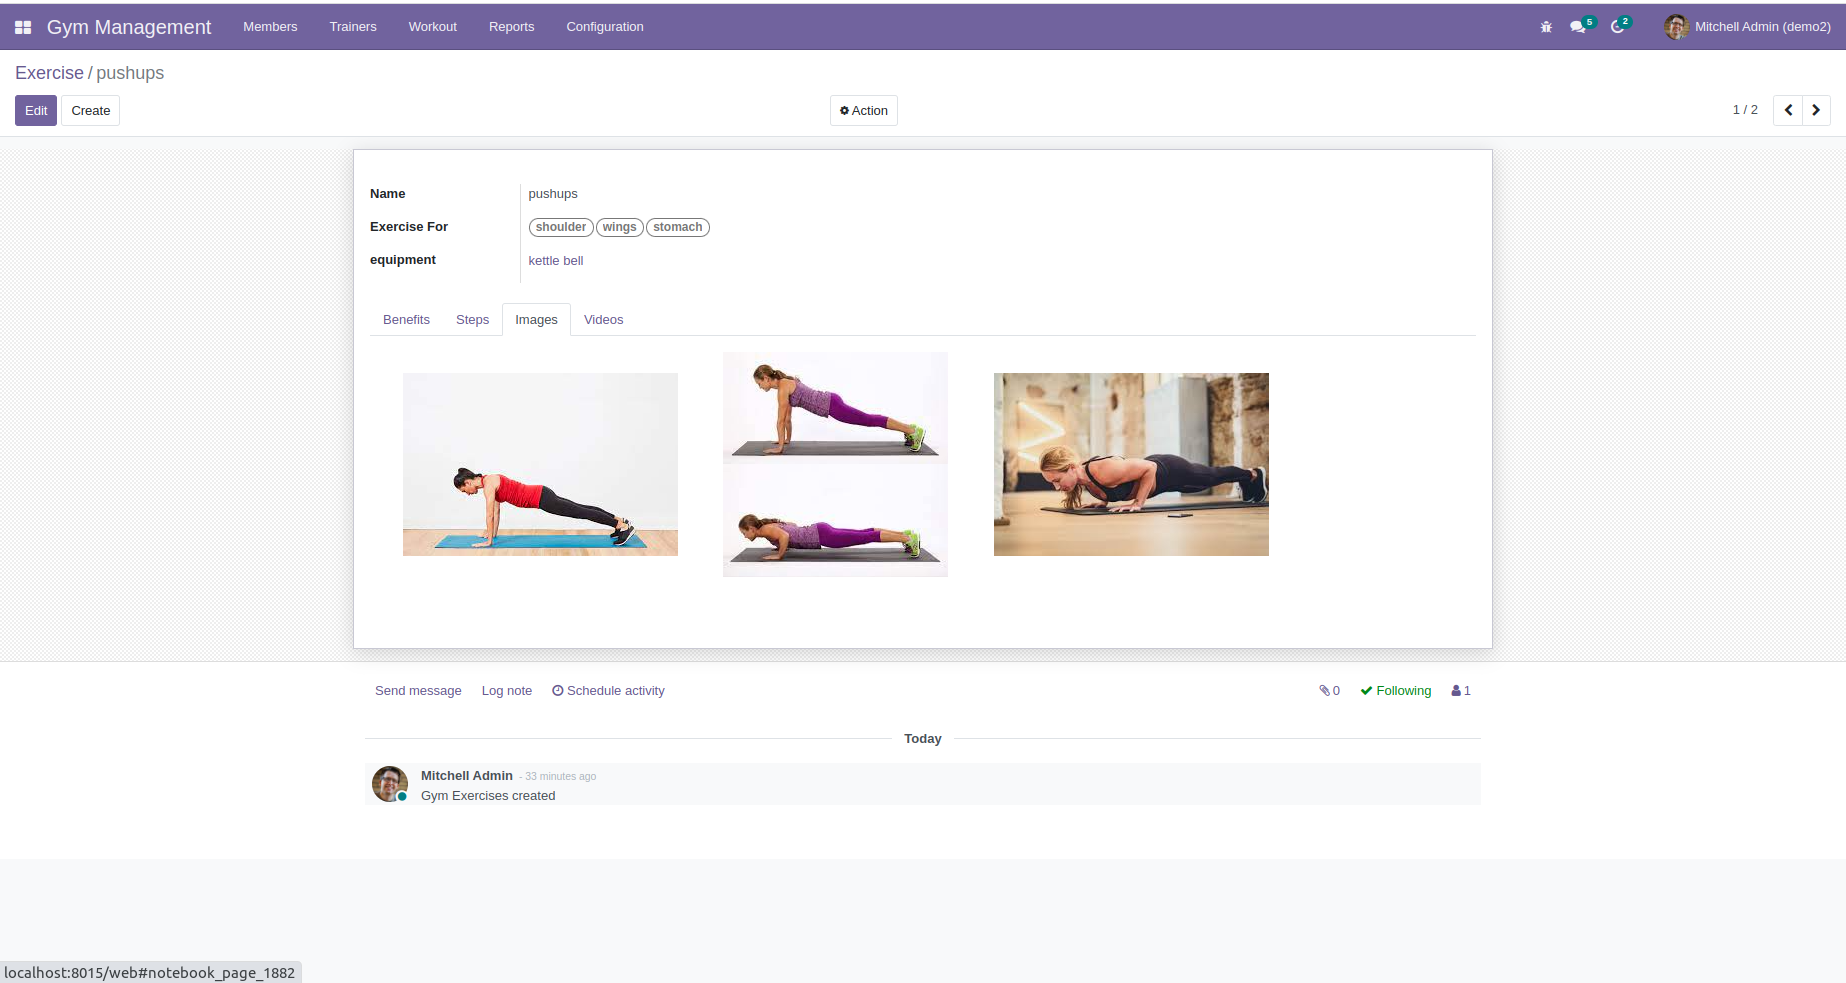 Gym Management Members Trainers Workout Reports Configuration 5 2 Mitchell Admin (demo2)
Exercise / pushups
Edit Create Action 1 / 2
Name pushups
Exercise For shoulder wings stomach
equipment kettle bell
Benefits Steps Images Videos
Send message Log note Schedule activity 0 Following 1
Today
Mitchell Admin - 33 minutes ago
Gym Exercises created
localhost:8015/web#notebook_page_1882